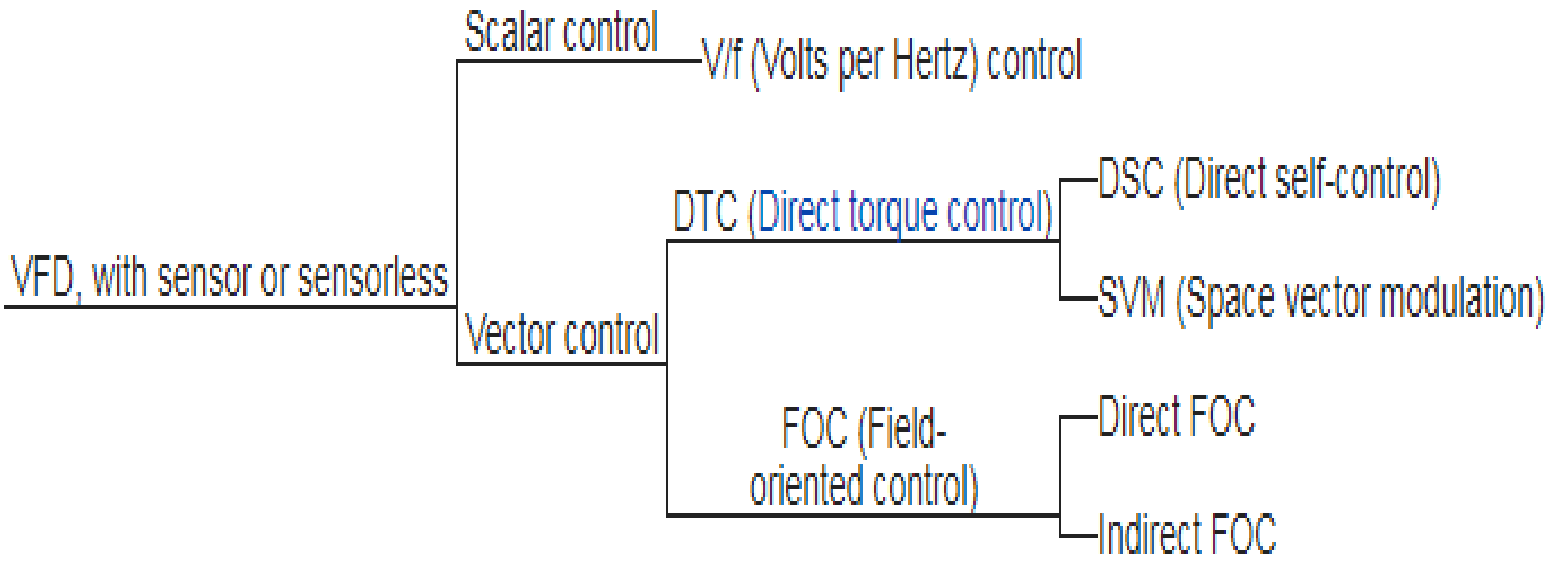 Scalar control
V/f (Volts per Hertz) control
DSC (Direct self-control)
DTC (Direct torque control)
VFD, with sensor or sensorless
SVM (Space vector modulation)
Vector control
FOC (Field-
oriented control)
Direct FOC
Indirect FOC